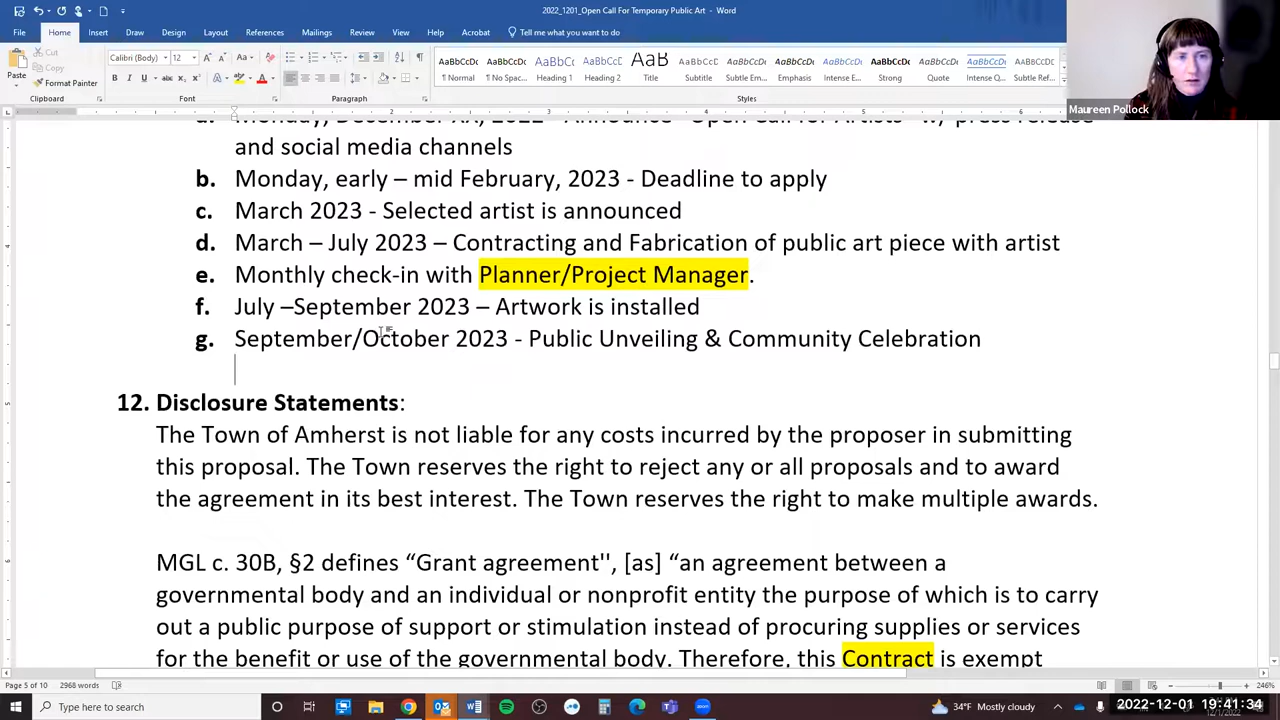 2022_1201_Open Call For Temporary Public Art - Word
File Home Insert Draw Design Layout References Mailings Review View Help Acrobat Tell me what you want to do
Cut
Copy
Paste
Format Painter
Calibri (Body) 12
Clipboard Font Paragraph Styles
¶ Normal ¶ No Spac... Heading 1 Heading 2 Title Subtitle Subtle Em... Emphasis Intense E... Strong Quote Intense Q... Subtle Ref...
Maureen Pollock
and social media channels
b. Monday, early – mid February, 2023 - Deadline to apply
c. March 2023 - Selected artist is announced
d. March – July 2023 – Contracting and Fabrication of public art piece with artist
e. Monthly check-in with Planner/Project Manager.
f. July –September 2023 – Artwork is installed
g. September/October 2023 - Public Unveiling & Community Celebration
12. Disclosure Statements:
The Town of Amherst is not liable for any costs incurred by the proposer in submitting
this proposal. The Town reserves the right to reject any or all proposals and to award
the agreement in its best interest. The Town reserves the right to make multiple awards.
MGL c. 30B, §2 defines “Grant agreement'', [as] “an agreement between a
governmental body and an individual or nonprofit entity the purpose of which is to carry
out a public purpose of support or stimulation instead of procuring supplies or services
for the benefit or use of the governmental body. Therefore, this Contract is exempt
Page 5 of 10 2968 words
246%
Type here to search
34°F Mostly cloudy
2022-12-01 19:41:34